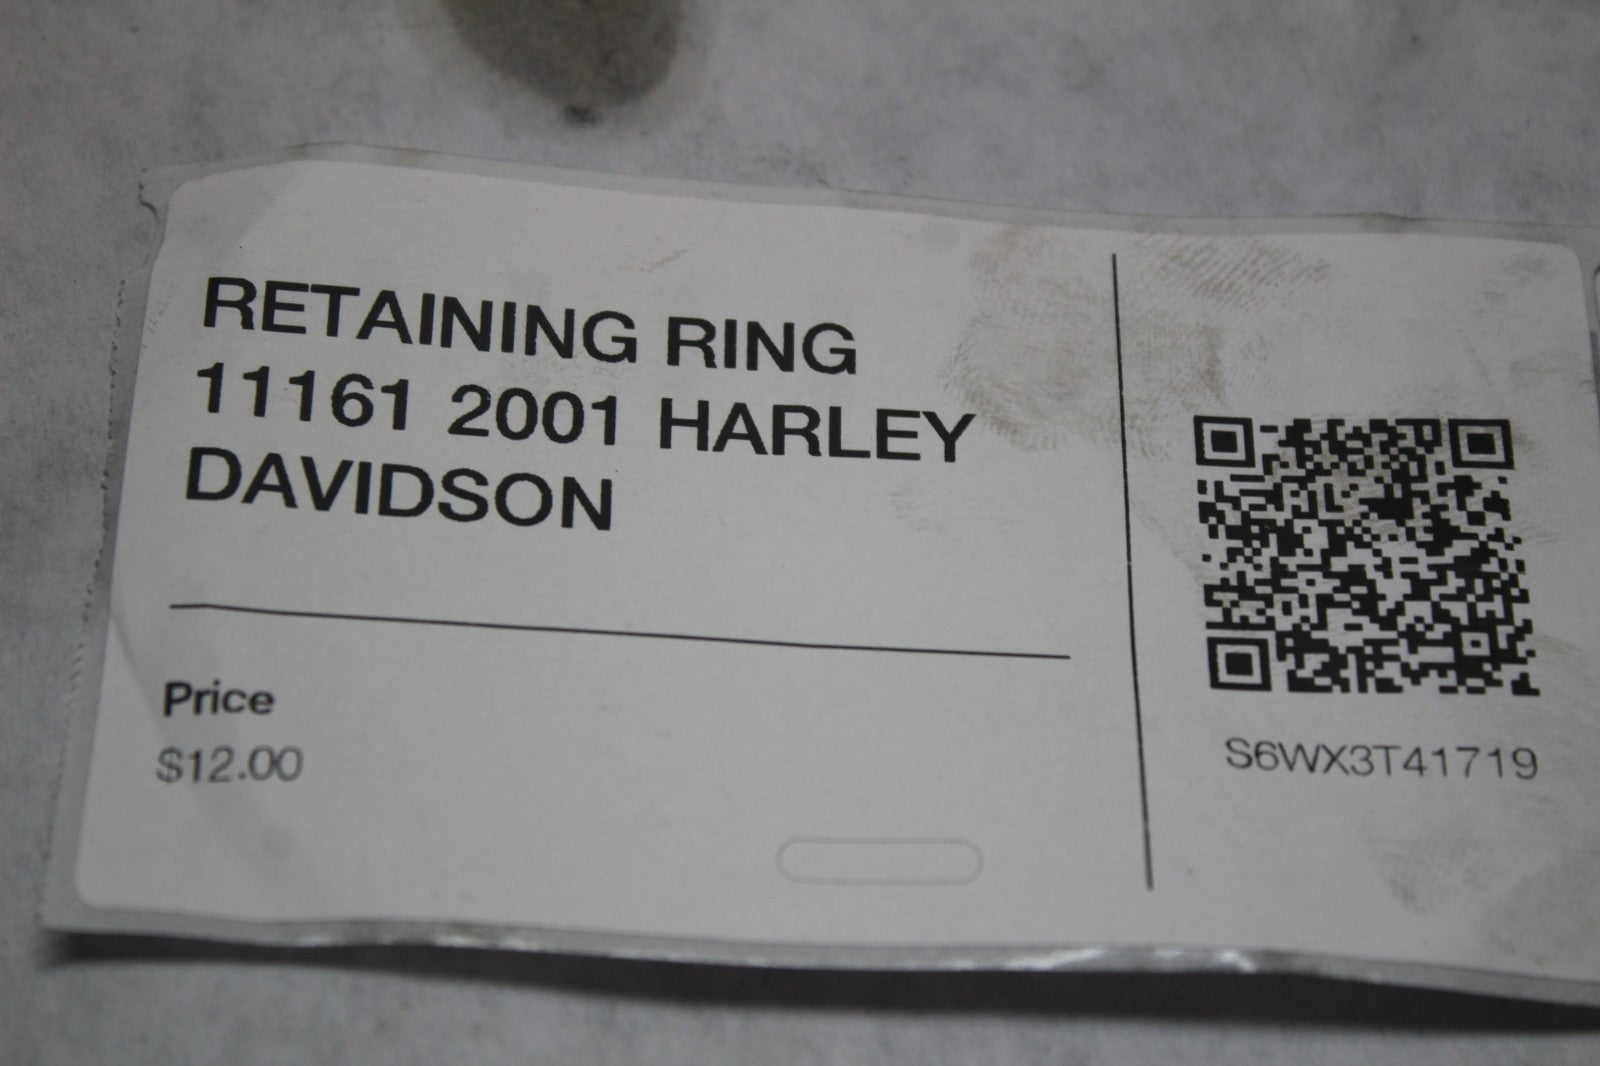 RETAINING RING
11161 2001 HARLEY
DAVIDSON
Price
$12.00
S6WX3T41719